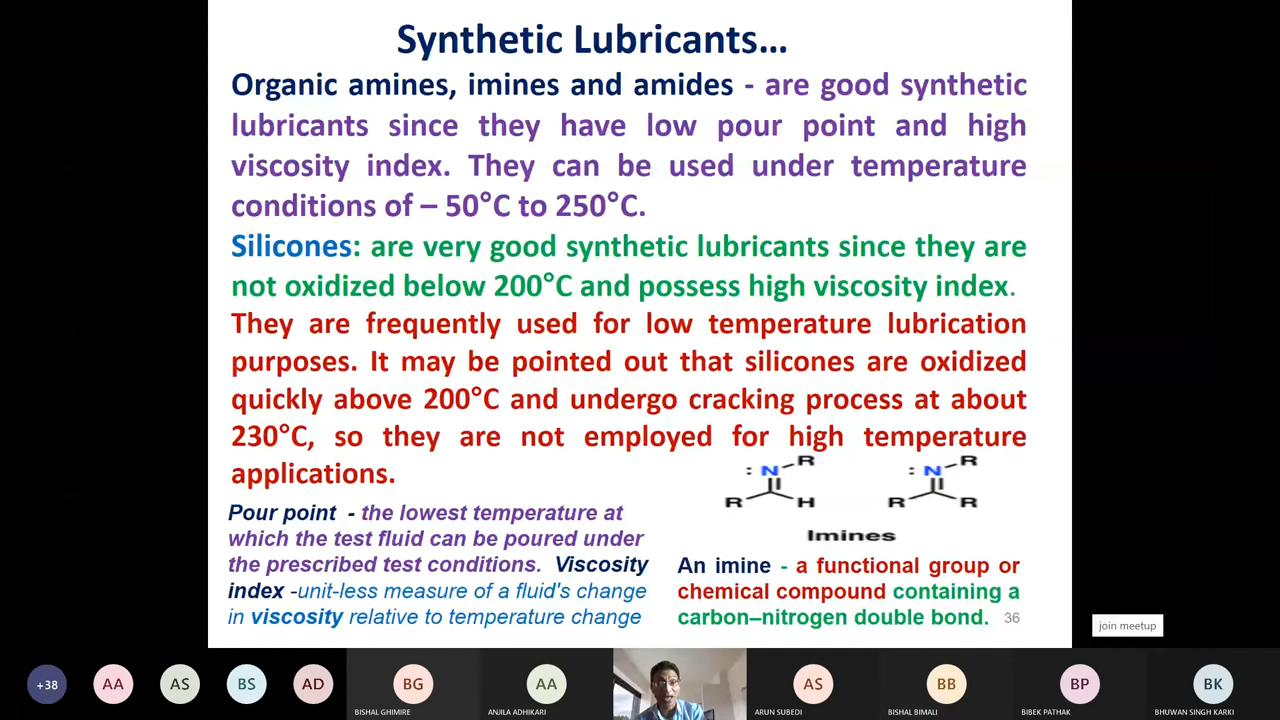 Synthetic Lubricants...
Organic amines, imines and amides - are good synthetic
lubricants since they have low pour point and high
viscosity index. They can be used under temperature
conditions of – 50°C to 250°C.
Silicones: are very good synthetic lubricants since they are
not oxidized below 200°C and possess high viscosity index.
They are frequently used for low temperature lubrication
purposes. It may be pointed out that silicones are oxidized
quickly above 200°C and undergo cracking process at about
230°C, so they are not employed for high temperature
applications.
: N R
R H
: N R
R R
Imines
Pour point - the lowest temperature at
which the test fluid can be poured under
the prescribed test conditions. Viscosity
index -unit-less measure of a fluid's change
in viscosity relative to temperature change
An imine - a functional group or
chemical compound containing a
carbon–nitrogen double bond. 36
join meetup
+38 AA AS BS AD BG AA AS BB BP BK
BISHAL GHIMIRE ANJILA ADHIKARI ARUN SUBEDI BISHAL BIMALI BIBEK PATHAK BHUWAN SINGH KARKI